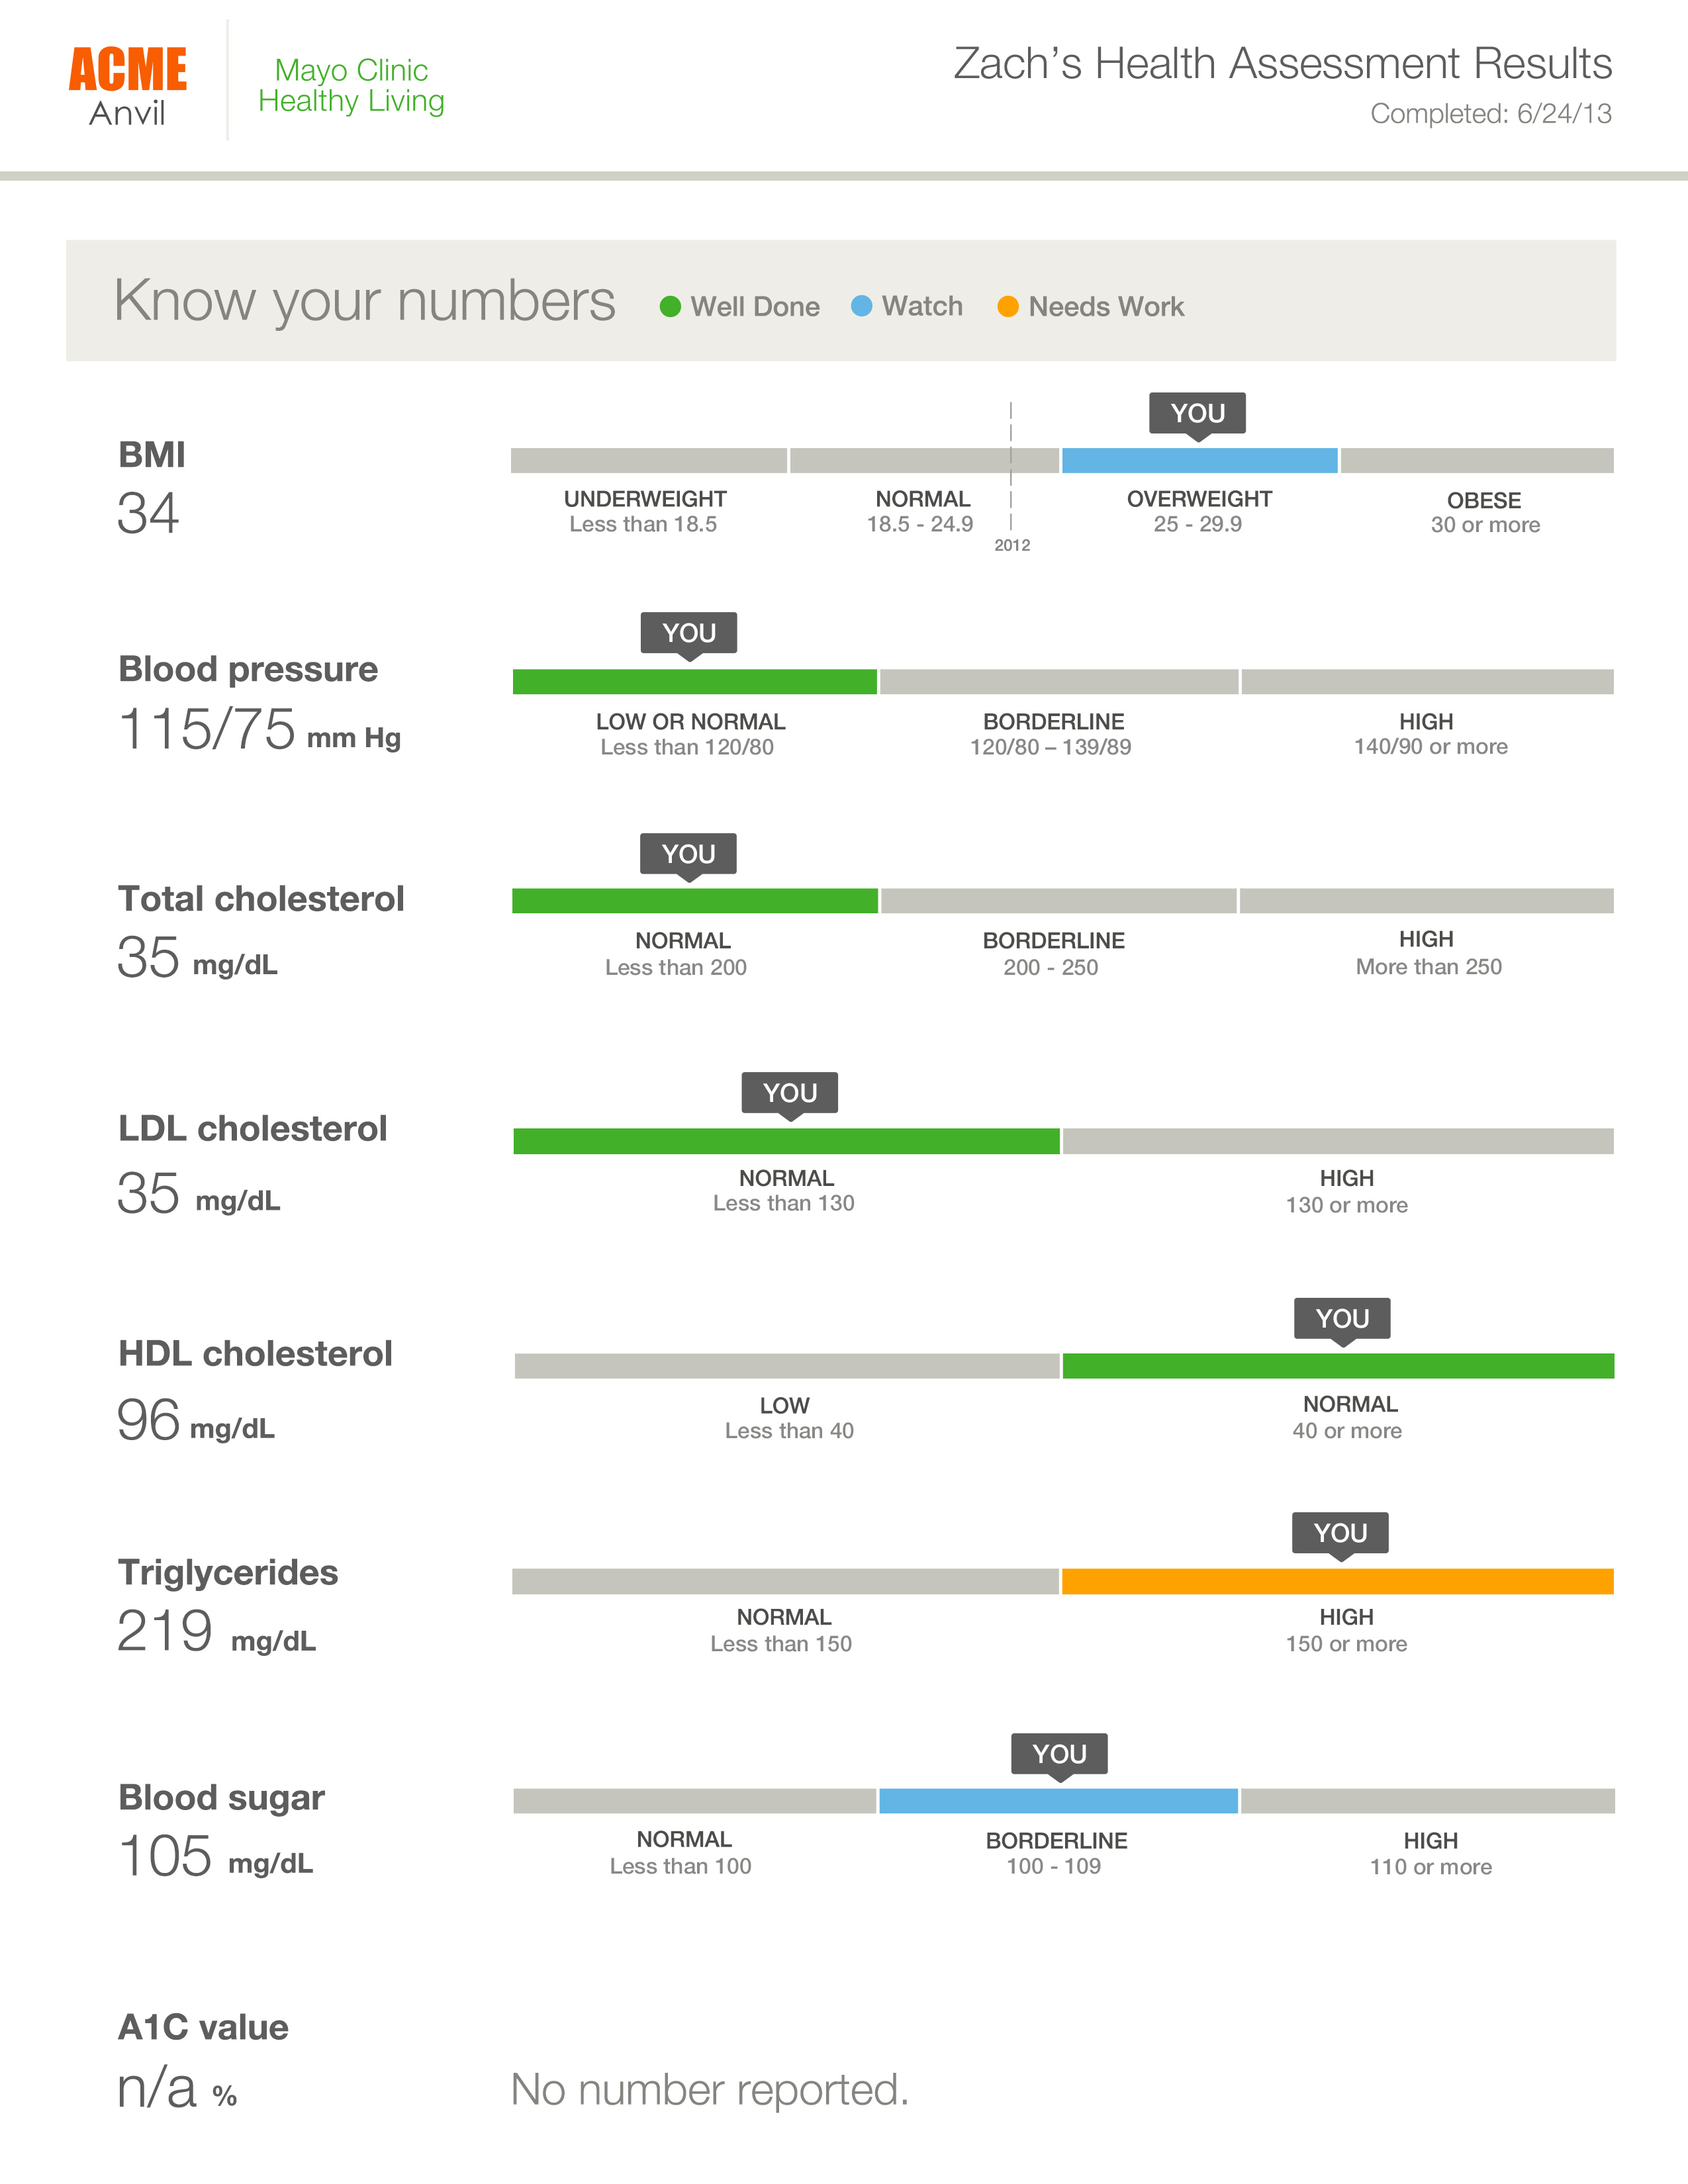 ACME
Anvil
Mayo Clinic
Healthy Living
Zach’s Health Assessment Results
Completed: 6/24/13
Know your numbers
Well Done
Watch
Needs Work
BMI
34
YOU
UNDERWEIGHT
Less than 18.5
NORMAL
18.5 - 24.9
2012
OVERWEIGHT
25 - 29.9
OBESE
30 or more
Blood pressure
115/75 mm Hg
YOU
LOW OR NORMAL
Less than 120/80
BORDERLINE
120/80 – 139/89
HIGH
140/90 or more
Total cholesterol
35 mg/dL
YOU
NORMAL
Less than 200
BORDERLINE
200 - 250
HIGH
More than 250
LDL cholesterol
35 mg/dL
YOU
NORMAL
Less than 130
HIGH
130 or more
HDL cholesterol
96 mg/dL
YOU
LOW
Less than 40
NORMAL
40 or more
Triglycerides
219 mg/dL
YOU
NORMAL
Less than 150
HIGH
150 or more
Blood sugar
105 mg/dL
YOU
NORMAL
Less than 100
BORDERLINE
100 - 109
HIGH
110 or more
A1C value
n/a %
No number reported.